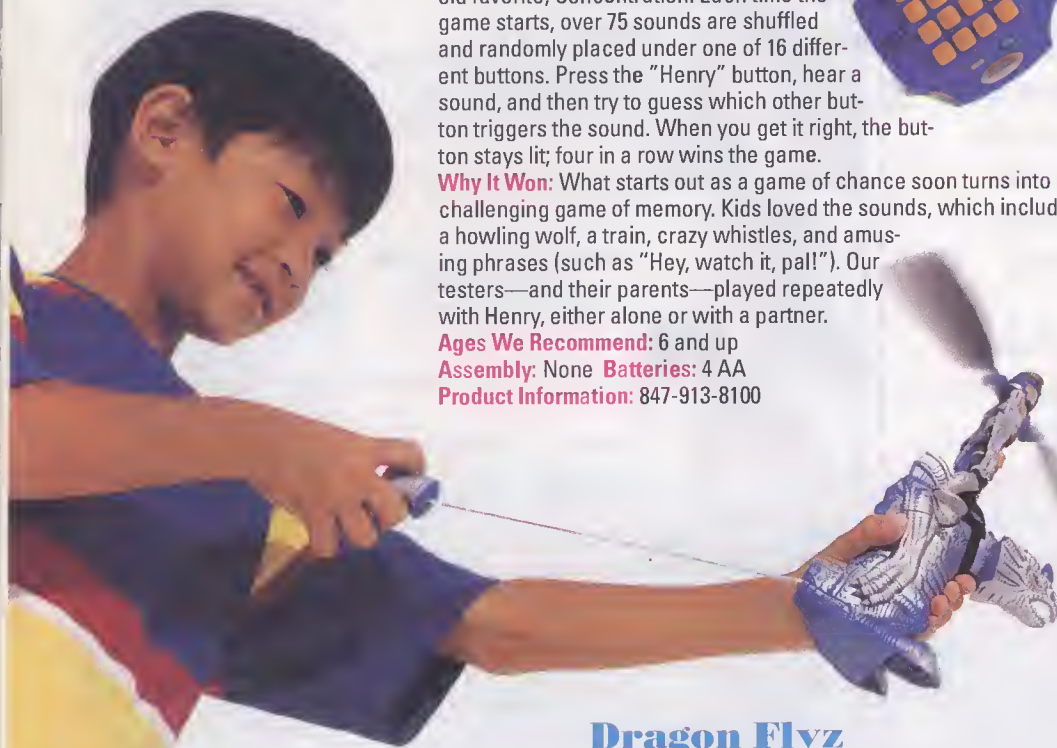 game starts, over 75 sounds are shuffled
and randomly placed under one of 16 differ-
ent buttons. Press the "Henry" button, hear a
sound, and then try to guess which other but-
ton triggers the sound. When you get it right, the but-
ton stays lit; four in a row wins the game.
Why It Won: What starts out as a game of chance soon turns into
challenging game of memory. Kids loved the sounds, which includ
a howling wolf, a train, crazy whistles, and amus-
ing phrases (such as "Hey, watch it, pal!"). Our
testers—and their parents—played repeatedly
with Henry, either alone or with a partner.
Ages We Recommend: 6 and up
Assembly: None Batteries: 4 AA
Product Information: 847-913-8100
Dragon Flyz